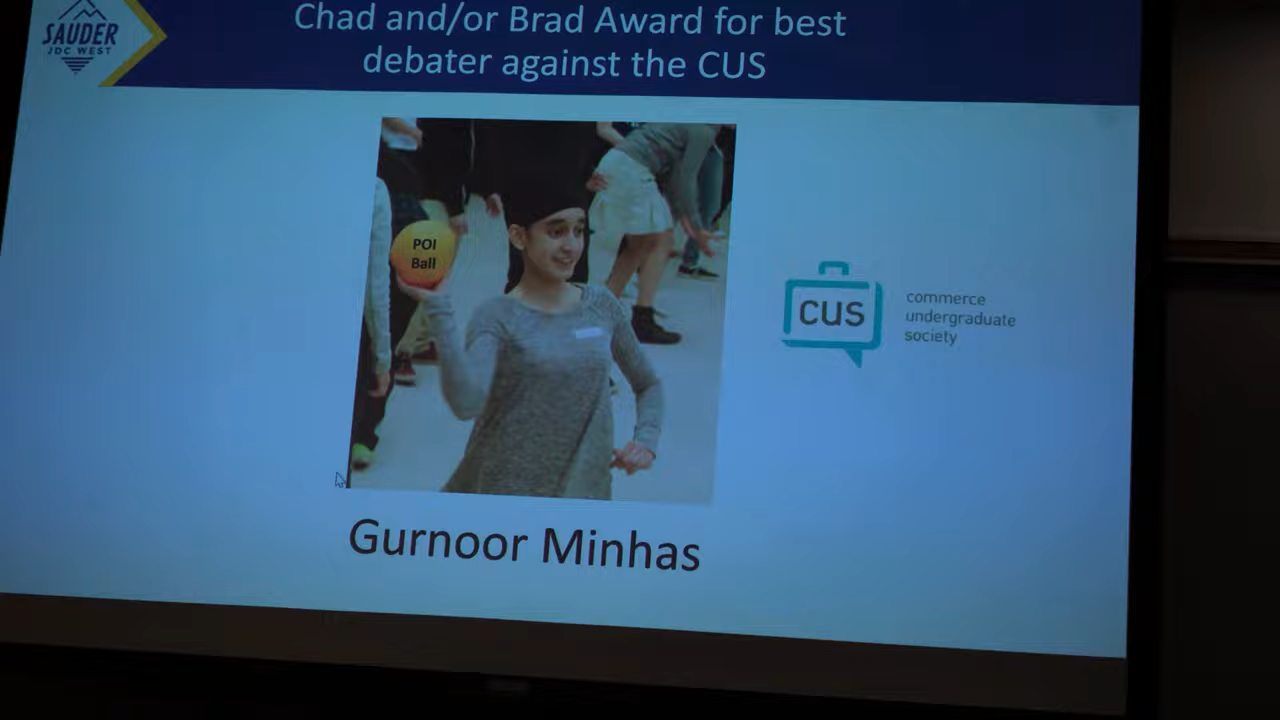 SAUDER
JDC WEST
Chad and/or Brad Award for best
debater against the CUS
POI
Ball
cus
commerce
undergraduate
society
Gurnoor Minhas